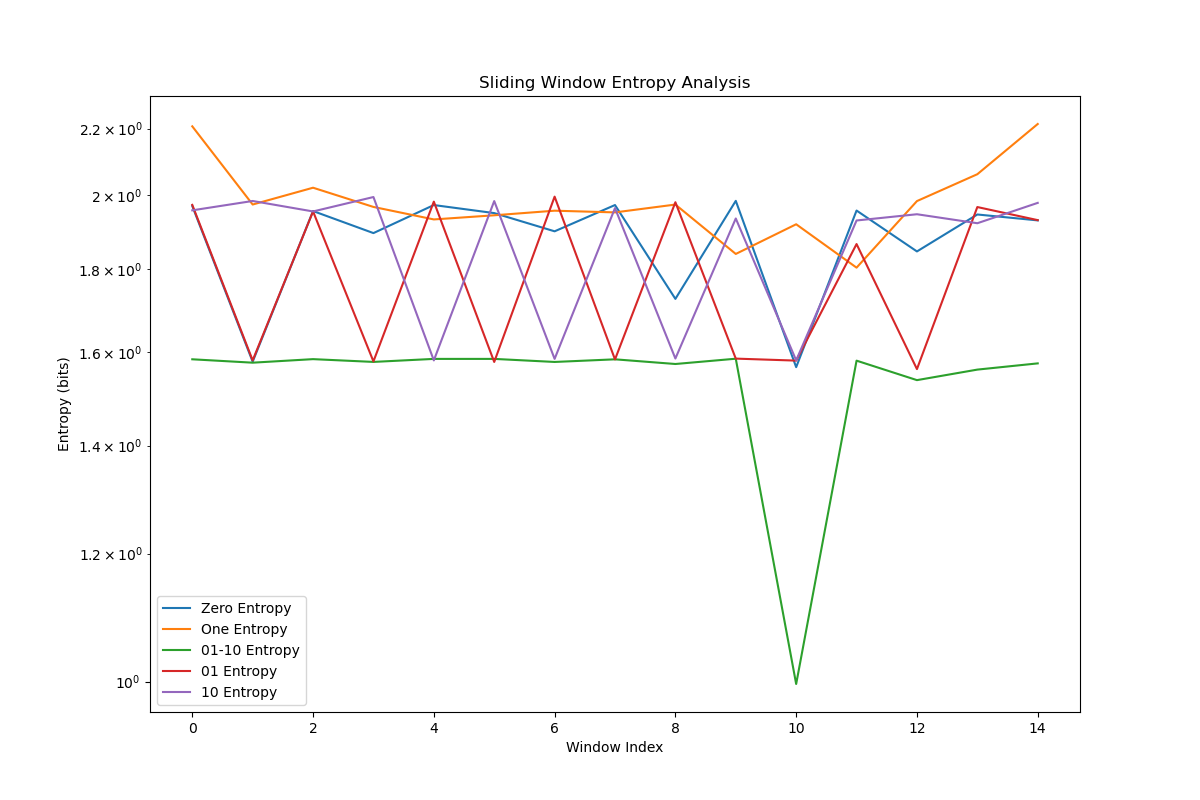 Sliding Window Entropy Analysis
2.2 × 10⁰
2 × 10⁰
1.8 × 10⁰
1.6 × 10⁰
1.4 × 10⁰
1.2 × 10⁰
10⁰
Entropy (bits)
Zero Entropy
One Entropy
01-10 Entropy
01 Entropy
10 Entropy
0 2 4 6 8 10 12 14
Window Index